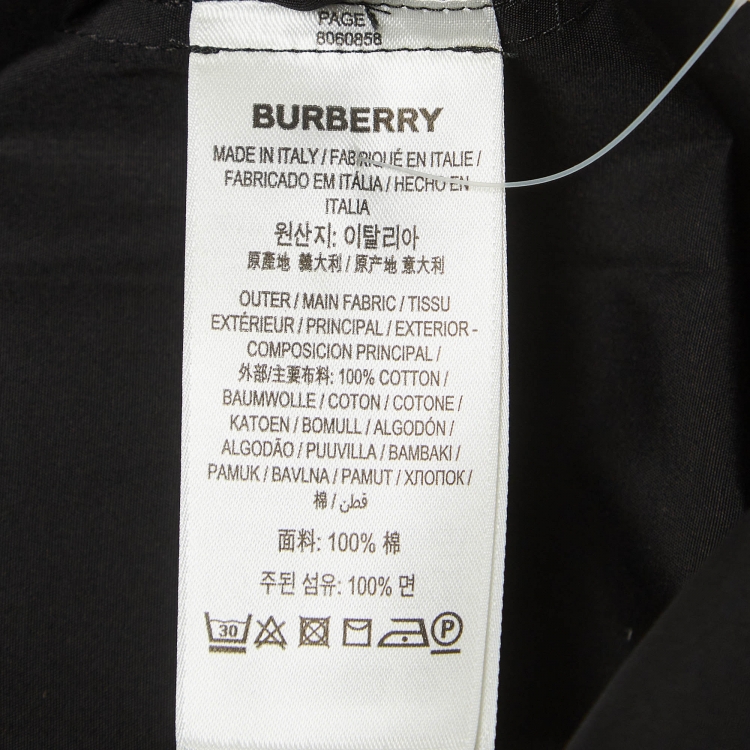 PAGE 1
8060858
BURBERRY
MADE IN ITALY / FABRIQUÉ EN ITALIE /
FABRICADO EM ITÁLIA / HECHO EN
ITALIA
원산지: 이탈리아
原產地 義大利 / 原产地 意大利
OUTER / MAIN FABRIC / TISSU
EXTÉRIEUR / PRINCIPAL / EXTERIOR -
COMPOSICION PRINCIPAL /
外部/主要布料: 100% COTTON /
BAUMWOLLE / COTON / COTONE /
KATOEN / BOMULL / ALGODÓN /
ALGODÃO / PUUVILLA / BAMBAKI /
PAMUK / BAVLNA / PAMUT / ХЛОПОК /
棉 / قطن
面料: 100% 棉
주된 섬유: 100% 면
30 P